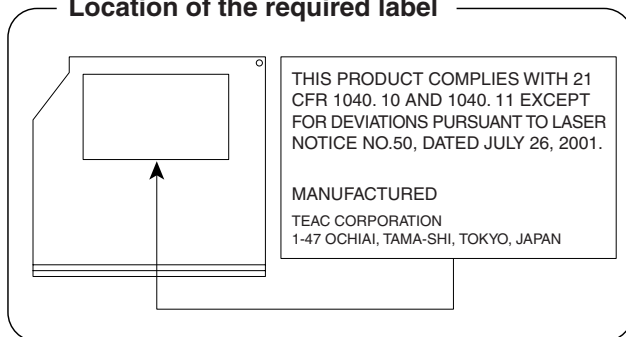 Location of the required label
THIS PRODUCT COMPLIES WITH 21
CFR 1040. 10 AND 1040. 11 EXCEPT
FOR DEVIATIONS PURSUANT TO LASER
NOTICE NO.50, DATED JULY 26, 2001.
MANUFACTURED
TEAC CORPORATION
1-47 OCHIAI, TAMA-SHI, TOKYO, JAPAN